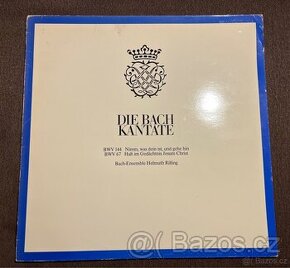 DIE BACH
KANTATE
BWV 144 Nimm, was dein ist, und gehe hin
BWV 67 Halt im Gedächtnis Jesum Christ
Bach-Ensemble Helmuth Rilling
Bazos.cz